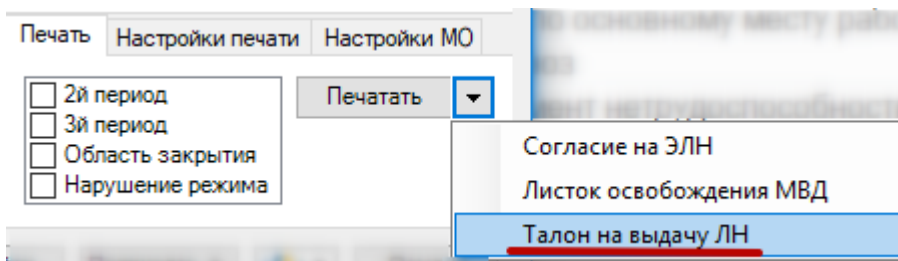 Печать Настройки печати Настройки МО
2й период
3й период
Область закрытия
Нарушение режима
Печатать
Согласие на ЭЛН
Листок освобождения МВД
Талон на выдачу ЛН